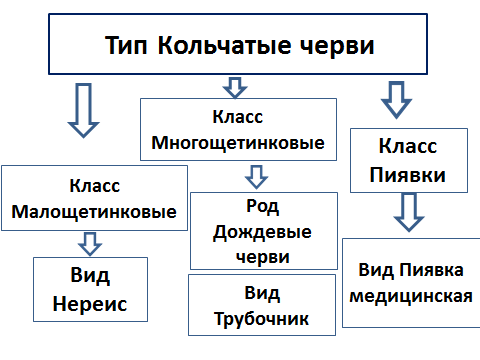 Тип Кольчатые черви
Класс
Многощетинковые
Класс
Пиявки
Класс
Малощетинковые
Род
Дождевые
черви
Вид Пиявка
медицинская
Вид
Нереис
Вид
Трубочник